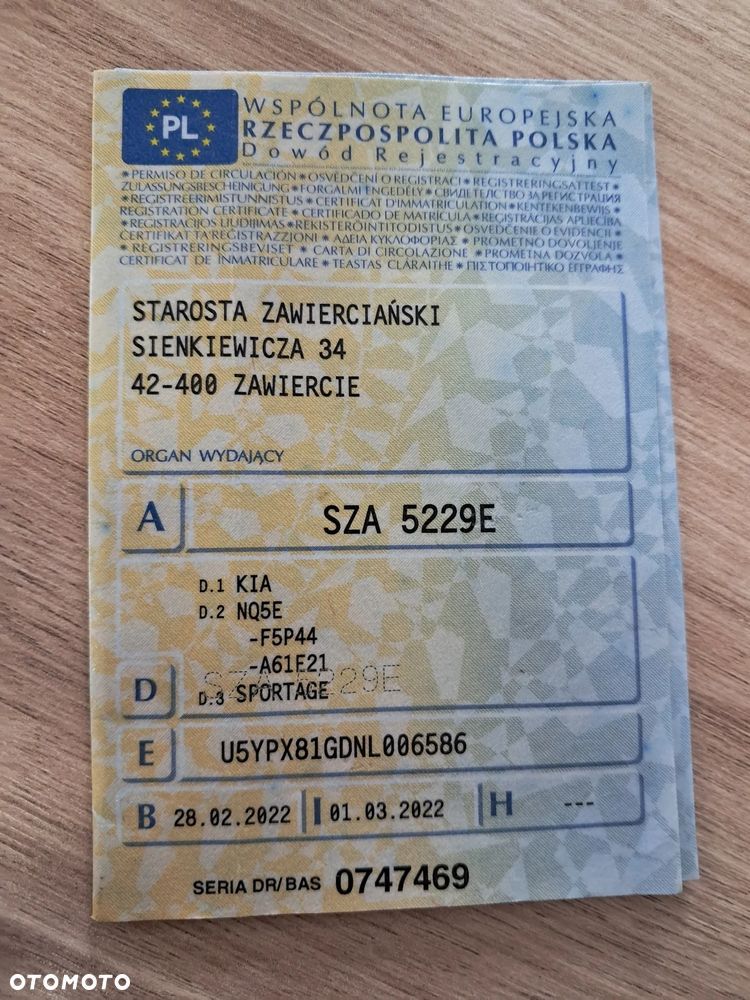 PL
WSPÓLNOTA EUROPEJSKA
RZECZPOSPOLITA POLSKA
Dowód Rejestracyjny
* PERMISO DE CIRCULACIÓN * OSVĚDČENÍ O REGISTRACI * REGISTRERINGSATTEST *
ZULASSUNGSBESCHEINIGUNG * FORGALMI ENGEDÉLY * СВИДЕТЕЛСТВО ЗА РЕГИСТРАЦИЯ
* REGISTREERIMISTUNNISTUS * CERTIFICAT D'IMMATRICULATION * KENTEKENBEWIJS *
REGISTRATION CERTIFICATE * CERTIFICADO DE MATRÍCULA * REĢISTRĀCIJAS APLIECĪBA
* REGISTRACIJOS LIUDIJIMAS * REKISTERÖINTITODISTUS * OSVEDČENIE O EVIDENCII *
ĊERTIFIKAT TA' REĠISTRAZZJONI * ΑΔΕΙΑ ΚΥΚΛΟΦΟΡΙΑΣ * PROMETNO DOVOLJENJE
* REGISTRERINGSBEVISET * CARTA DI CIRCOLAZIONE * PROMETNA DOZVOLA *
CERTIFICAT DE ÎNMATRICULARE * TEASTAS CLÁRAITHE * ΠΙΣΤΟΠΟΙΗΤΙΚΟ ΕΓΓΡΑΦΗΣ
STAROSTA ZAWIERCIAŃSKI
SIENKIEWICZA 34
42-400 ZAWIERCIE
ORGAN WYDAJĄCY
A SZA 5229E
D.1 KIA
D.2 NQ5E
-F5P44
-A61E21
SZA 5229E
D D.3 SPORTAGE
E U5YPX81GDNL006586
B 28.02.2022 I 01.03.2022 H ---
SERIA DR/BAS 0747469
OTOMOTO